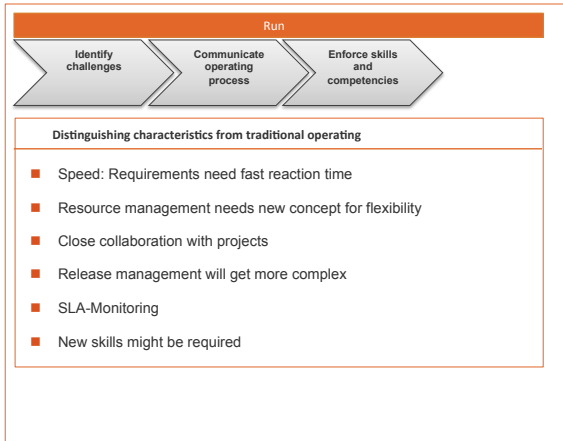 Run
Identify
challenges
Communicate
operating
process
Enforce skills
and
competencies
Distinguishing characteristics from traditional operating
Speed: Requirements need fast reaction time
Resource management needs new concept for flexibility
Close collaboration with projects
Release management will get more complex
SLA-Monitoring
New skills might be required